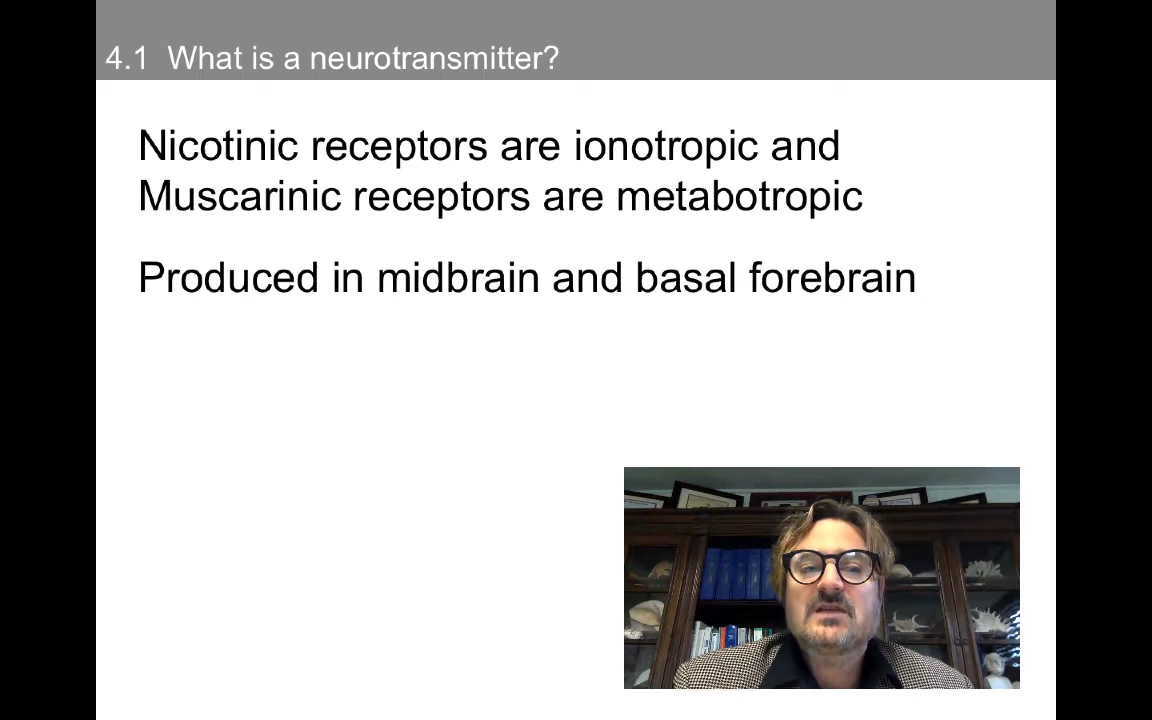 4.1 What is a neurotransmitter?
Nicotinic receptors are ionotropic and
Muscarinic receptors are metabotropic
Produced in midbrain and basal forebrain